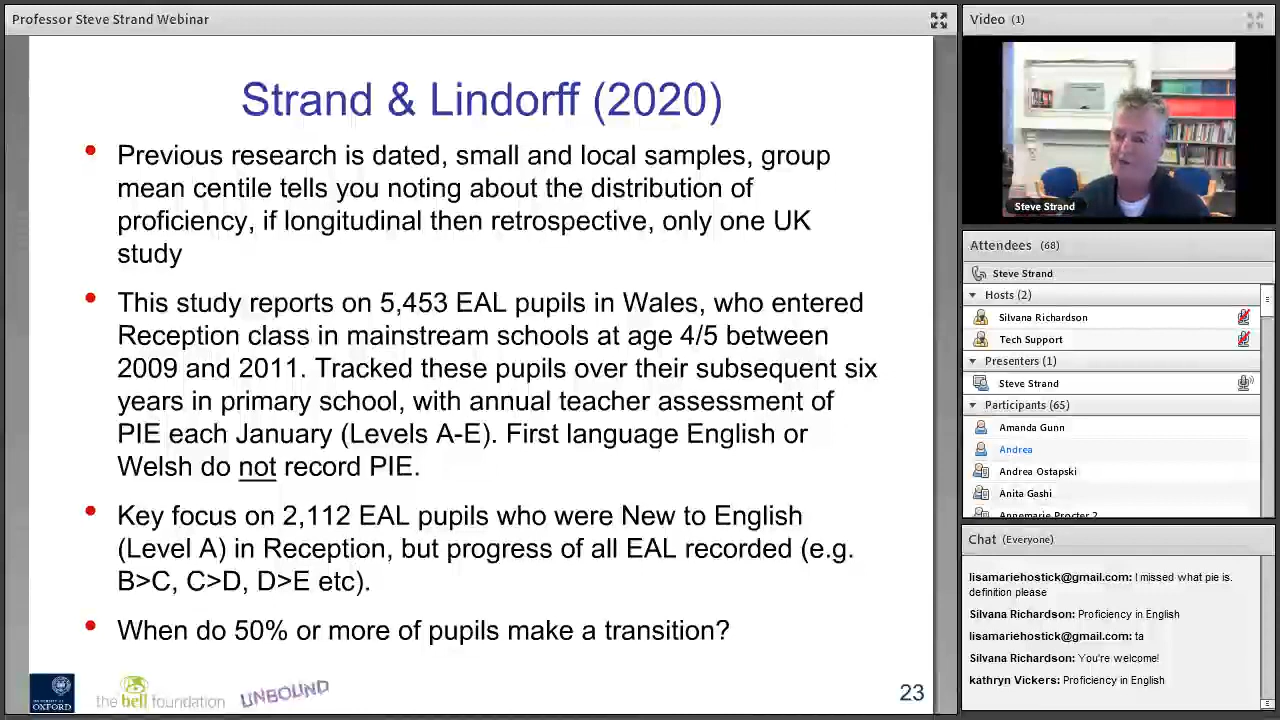 Professor Steve Strand Webinar
Strand & Lindorff (2020)
Previous research is dated, small and local samples, group
mean centile tells you noting about the distribution of
proficiency, if longitudinal then retrospective, only one UK
study
This study reports on 5,453 EAL pupils in Wales, who entered
Reception class in mainstream schools at age 4/5 between
2009 and 2011. Tracked these pupils over their subsequent six
years in primary school, with annual teacher assessment of
PIE each January (Levels A-E). First language English or
Welsh do not record PIE.
Key focus on 2,112 EAL pupils who were New to English
(Level A) in Reception, but progress of all EAL recorded (e.g.
B>C, C>D, D>E etc).
When do 50% or more of pupils make a transition?
UNIVERSITY OF
OXFORD
the bell foundation
UNBOUND
23
Video (1)
Steve Strand
Attendees (68)
Steve Strand
Hosts (2)
Silvana Richardson
Tech Support
Presenters (1)
Steve Strand
Participants (65)
Amanda Gunn
Andrea
Andrea Ostapski
Anita Gashi
Annemarie Procter 2
Chat (Everyone)
lisamariehostick@gmail.com: I missed what pie is.
definition please
Silvana Richardson: Proficiency in English
lisamariehostick@gmail.com: ta
Silvana Richardson: You're welcome!
kathryn Vickers: Proficiency in English